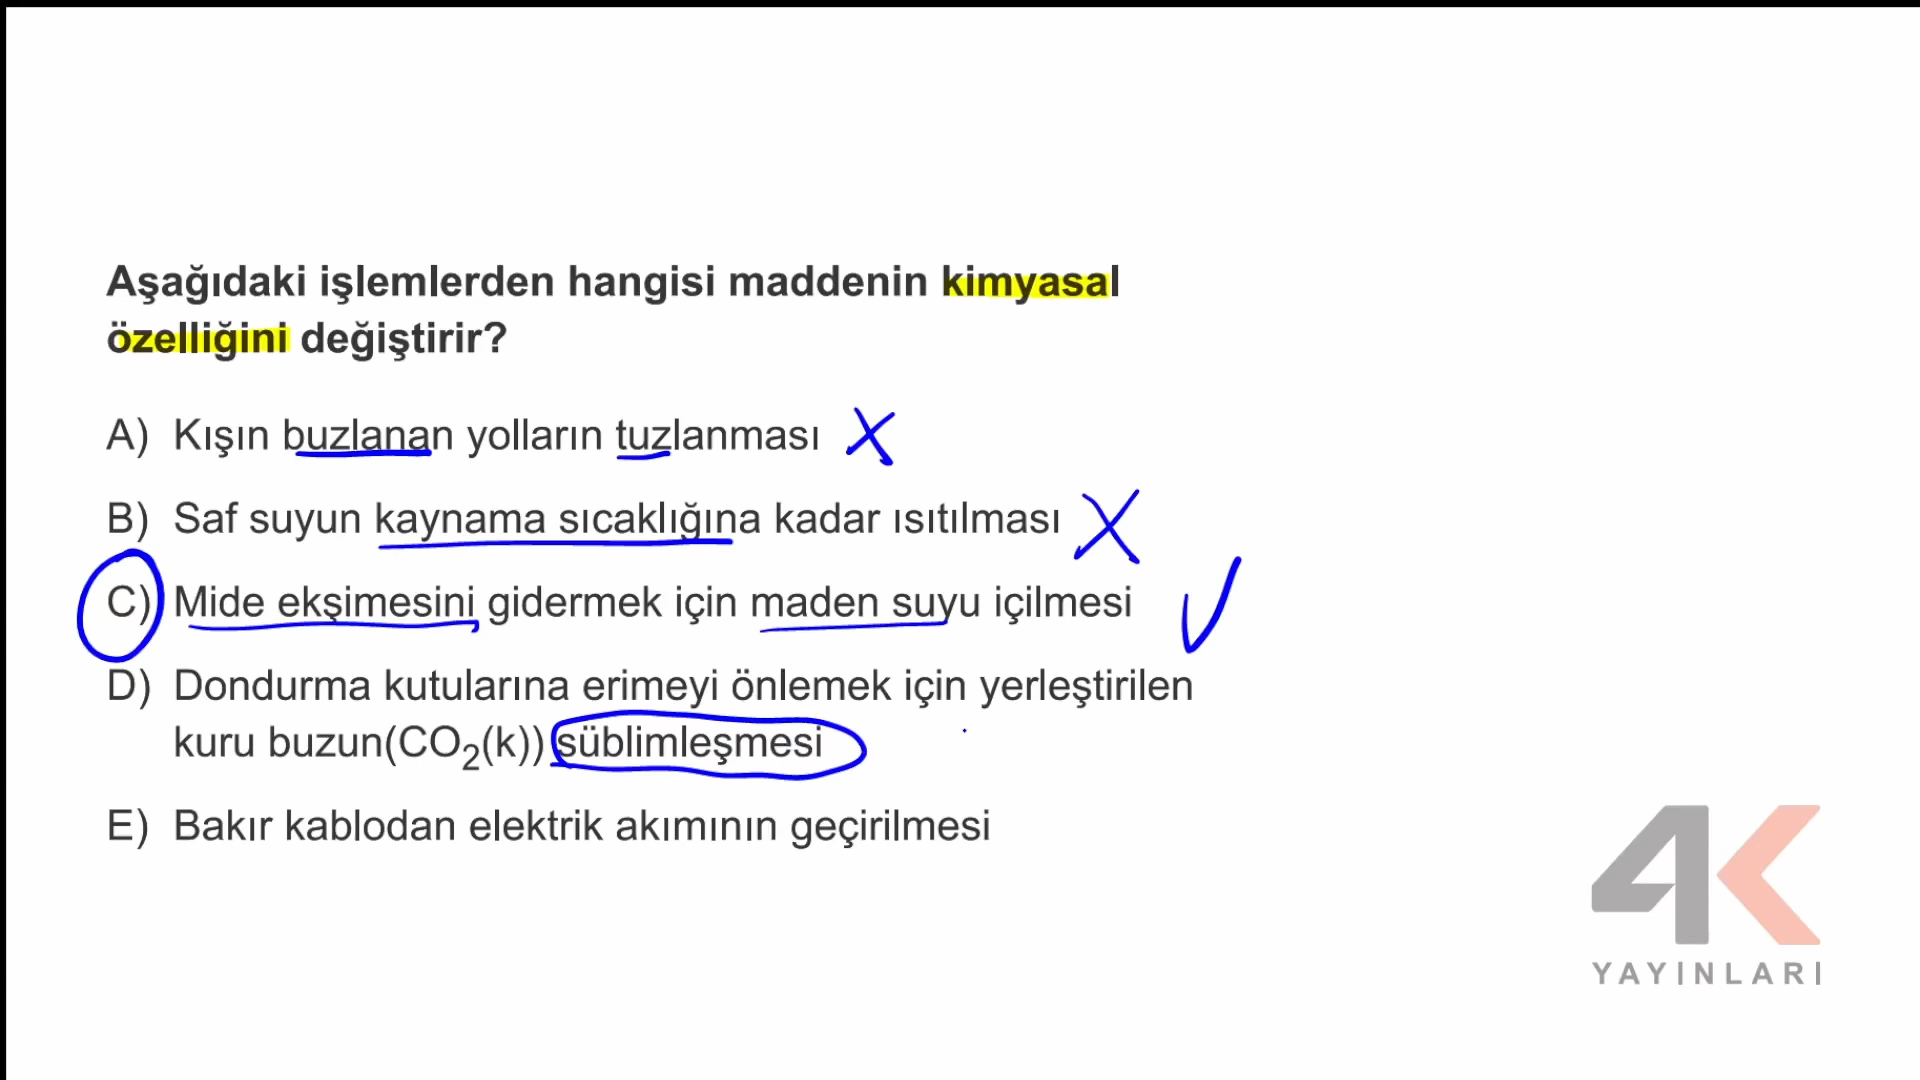 Aşağıdaki işlemlerden hangisi maddenin kimyasal
özelliğini değiştirir?
A) Kışın buzlanan yolların tuzlanması
B) Saf suyun kaynama sıcaklığına kadar ısıtılması
C) Mide ekşimesini gidermek için maden suyu içilmesi
D) Dondurma kutularına erimeyi önlemek için yerleştirilen
kuru buzun(CO₂(k)) süblimleşmesi
E) Bakır kablodan elektrik akımının geçirilmesi
4K
YAYINLARI